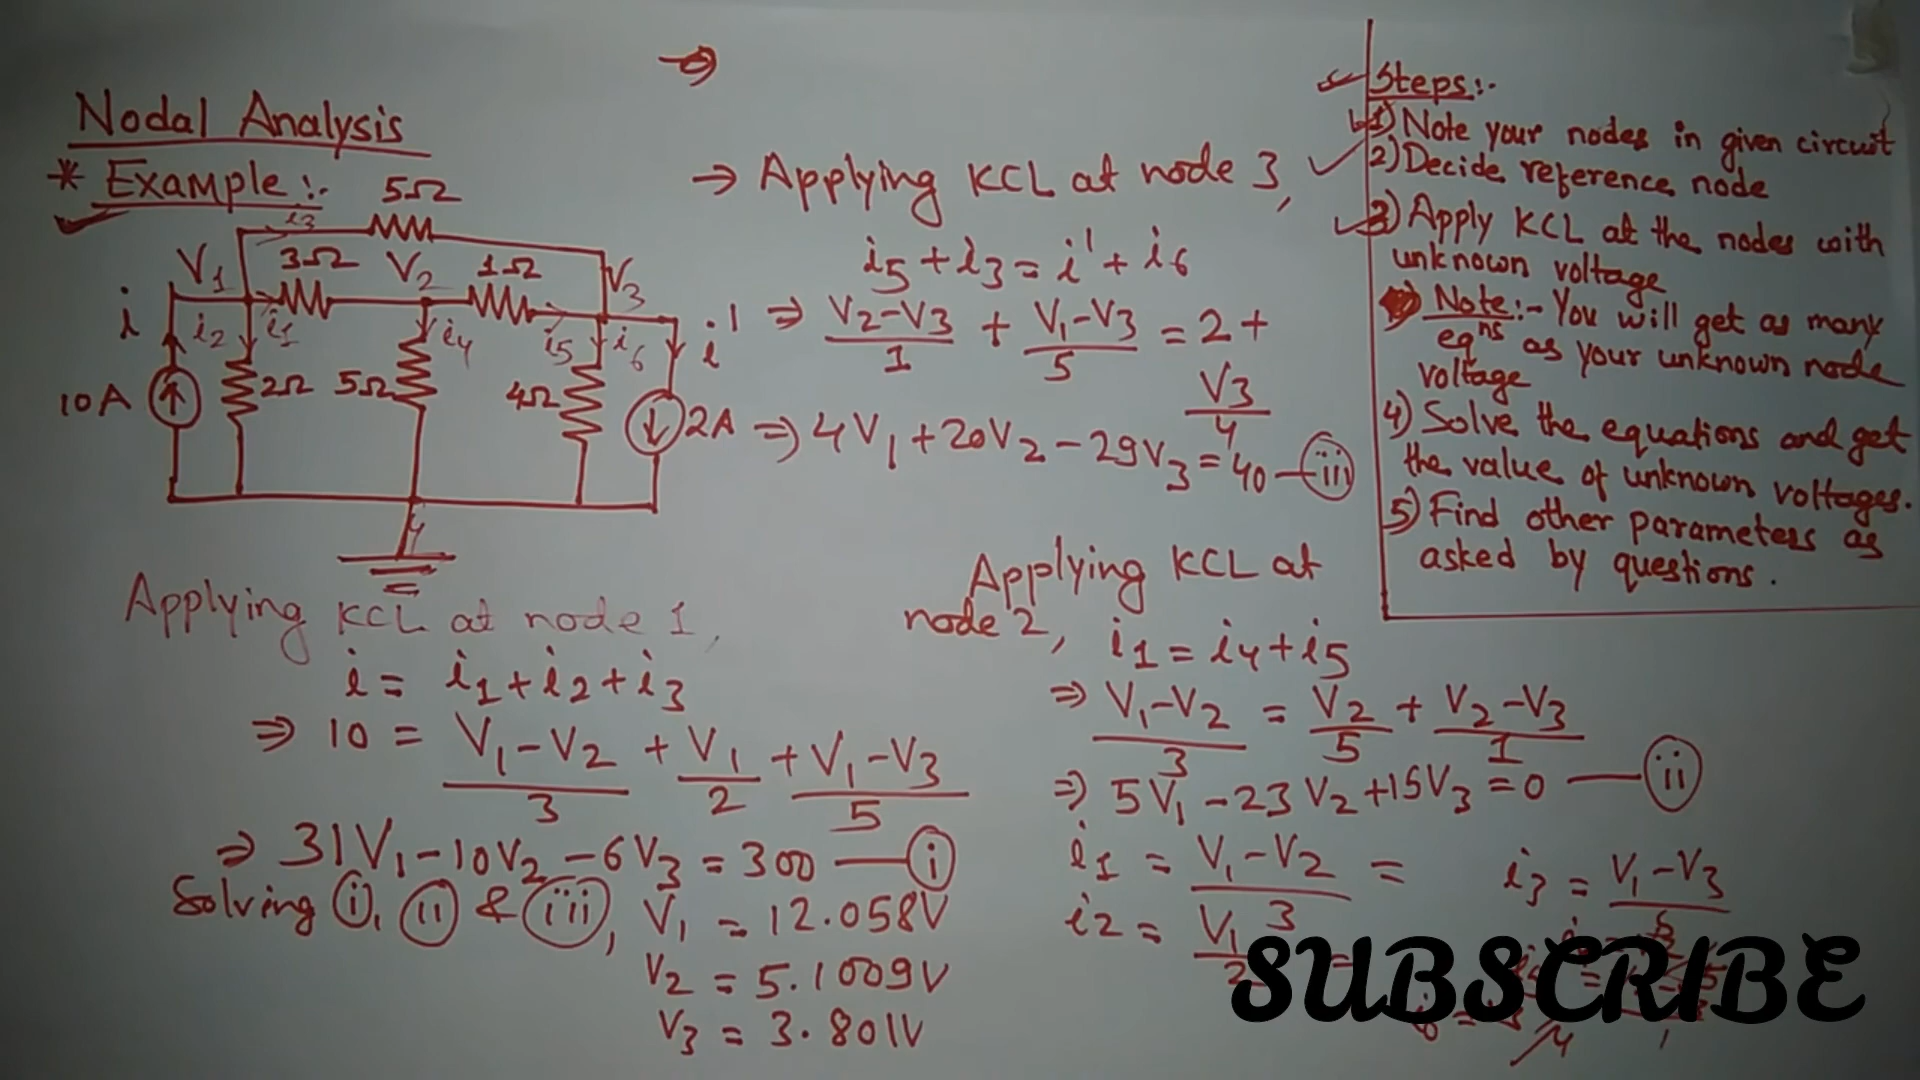 Nodal Analysis
* Example :-
5Ω
i3
V1
3Ω
V2
1Ω
V3
i
i2
i1
i4
i5
i6
i'
10A
2Ω
5Ω
4Ω
2A
Applying KCL at node 1,
i = i1 + i2 + i3
⇒ 10 = (V1-V2)/3 + V1/2 + (V1-V3)/5
⇒ 31V1 - 10V2 - 6V3 = 300 — (i)
Solving (i), (ii) & (iii), V1 = 12.058V
V2 = 5.1009V
V3 = 3.801V
→ Applying KCL at node 3,
i5 + i3 = i' + i6
⇒ (V2-V3)/1 + (V1-V3)/5 = 2 +
V3/4
⇒ 4V1 + 20V2 - 29V3 = 40 — (iii)
Applying KCL at
node 2, i1 = i4 + i5
⇒ (V1-V2)/3 = V2/5 + (V2-V3)/1
⇒ 5V1 - 23V2 + 15V3 = 0 — (ii)
i1 = (V1-V2)/3 =
i2 = V1/2 =
i3 = (V1-V3)/5
Steps:-
1) Note your nodes in given circuit
2) Decide reference node
3) Apply KCL at the nodes with
unknown voltage
Note:- You will get as many
eqns as your unknown node
voltage
4) Solve the equations and get
the value of unknown voltages.
5) Find other parameters as
asked by questions.
SUBSCRIBE